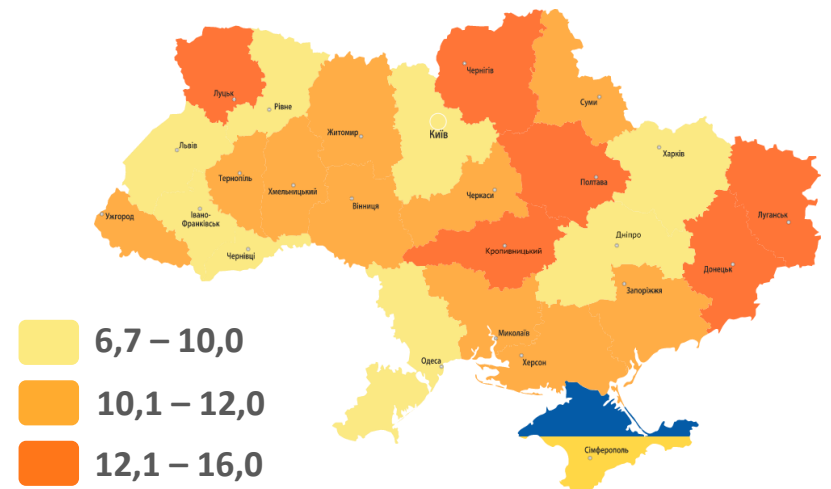 Чернігів
Луцьк
Суми
Рівне
Житомир
Київ
Львів
Харків
Тернопіль
Хмельницький
Полтава
Черкаси
Вінниця
Ужгород
Івано-
Франківськ
Луганськ
Дніпро
Кропивницький
Чернівці
Донецьк
Запоріжжя
Миколаїв
Одеса
Херсон
Сімферополь
6,7 – 10,0
10,1 – 12,0
12,1 – 16,0